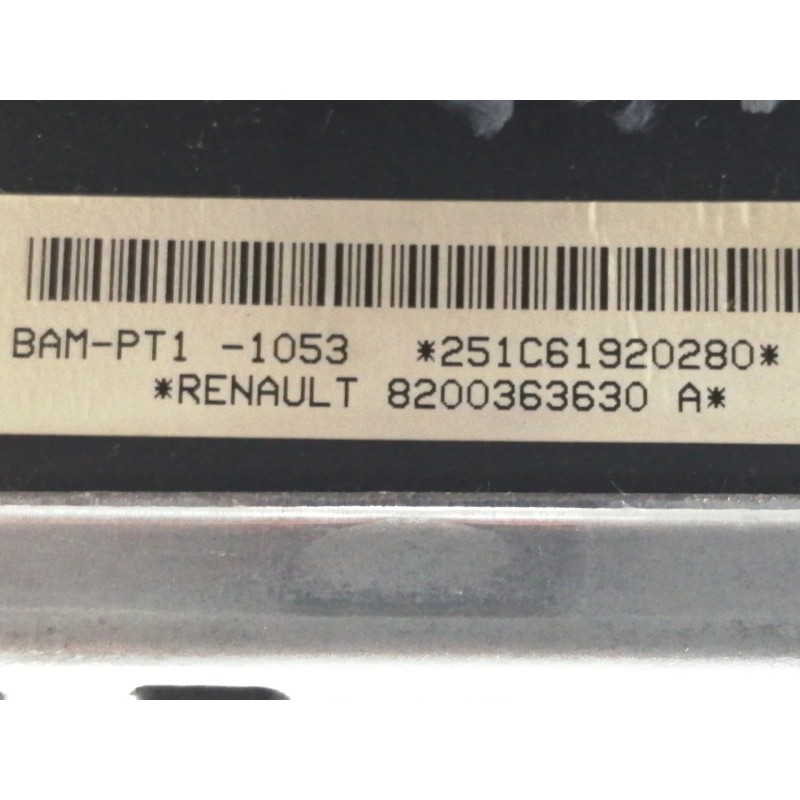 BAM-PT1 -1053 *251C61920280*
*RENAULT 8200363630 A*